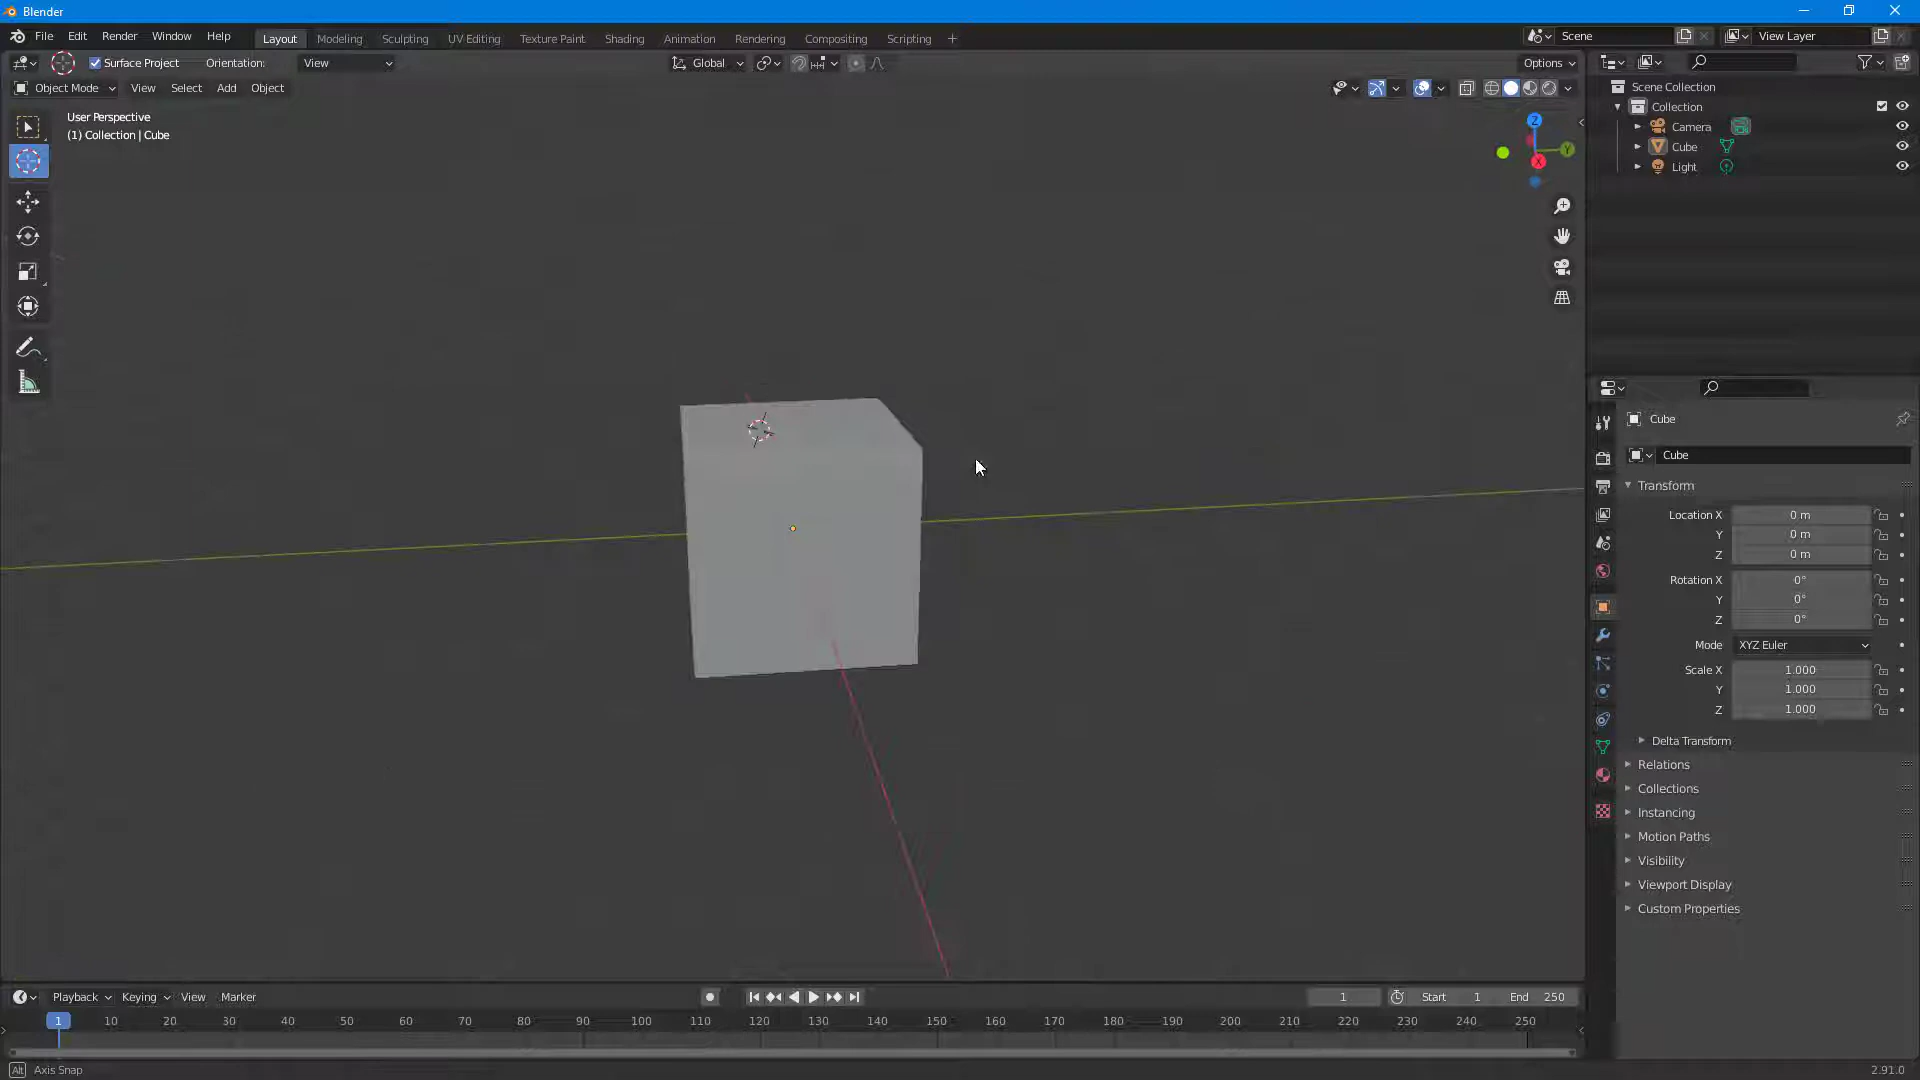 Blender
File Edit Render Window Help Layout Modeling Sculpting UV Editing Texture Paint Shading Animation Rendering Compositing Scripting + Scene View Layer
Surface Project Orientation: View Global Options
Object Mode View Select Add Object
User Perspective
(1) Collection | Cube
Z
Y
X
Scene Collection
Collection
Camera
Cube
Light
Cube
Cube
Transform
Location X 0 m
Y 0 m
Z 0 m
Rotation X 0°
Y 0°
Z 0°
Mode XYZ Euler
Scale X 1.000
Y 1.000
Z 1.000
Delta Transform
Relations
Collections
Instancing
Motion Paths
Visibility
Viewport Display
Custom Properties
Playback Keying View Marker 1 Start 1 End 250
1 10 20 30 40 50 60 70 80 90 100 110 120 130 140 150 160 170 180 190 200 210 220 230 240 250
Alt Axis Snap 2.91.0